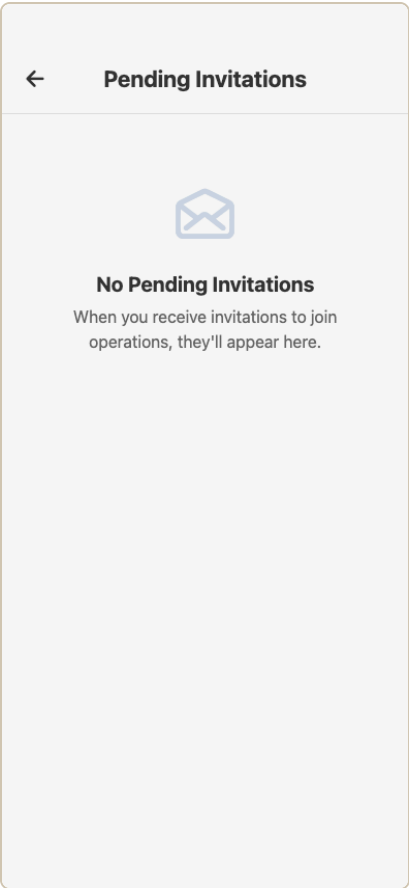 Pending Invitations
No Pending Invitations
When you receive invitations to join
operations, they'll appear here.